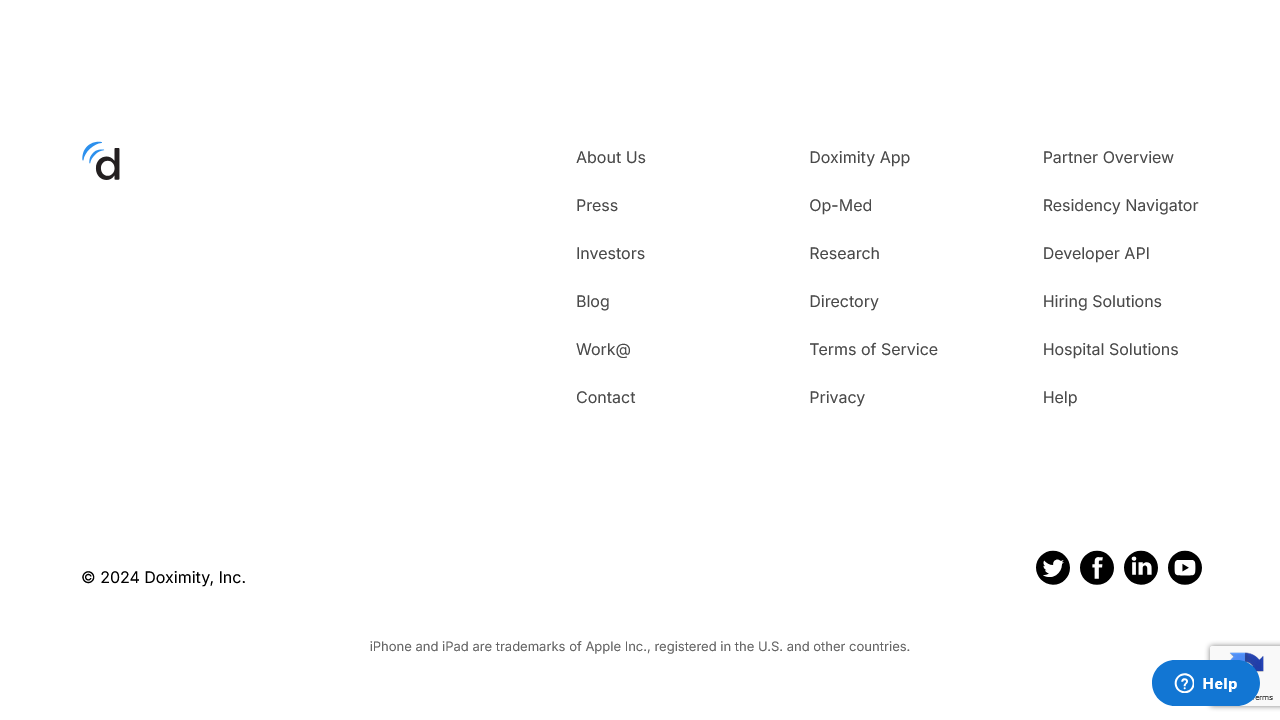 d
About Us
Press
Investors
Blog
Work@
Contact
Doximity App
Op-Med
Research
Directory
Terms of Service
Privacy
Partner Overview
Residency Navigator
Developer API
Hiring Solutions
Hospital Solutions
Help
© 2024 Doximity, Inc.
iPhone and iPad are trademarks of Apple Inc., registered in the U.S. and other countries.
Help